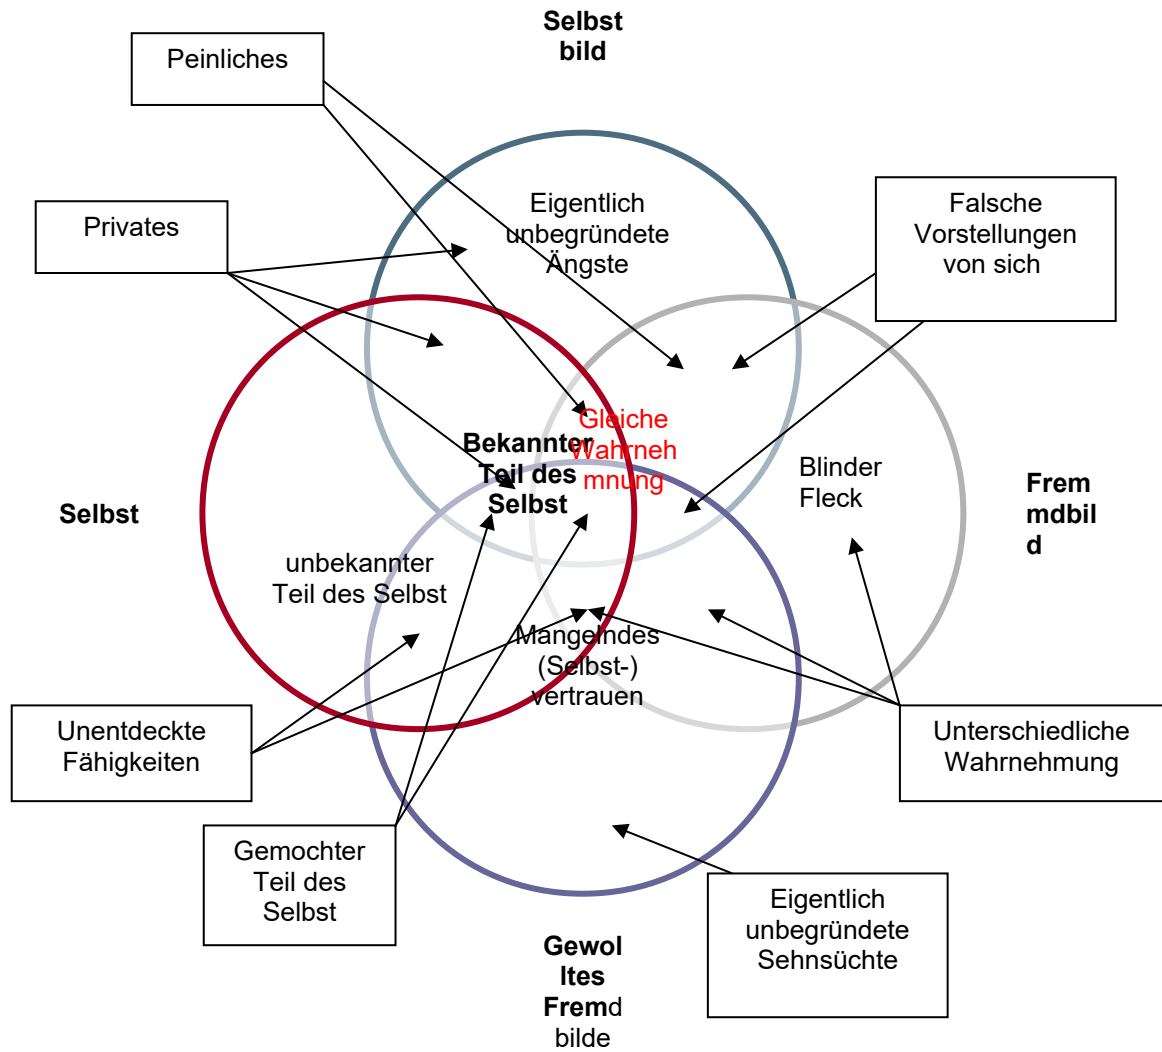 Selbst
bild
Peinliches
Privates
Eigentlich
unbegründete
Ängste
Falsche
Vorstellungen
von sich
Gleiche
Wahrneh
mnung
Bekannter
Teil des
Selbst
Blinder
Fleck
Selbst
Frem
mdbil
d
unbekannter
Teil des Selbst
Mangelndes
(Selbst-)
vertrauen
Unentdeckte
Fähigkeiten
Unterschiedliche
Wahrnehmung
Gemochter
Teil des
Selbst
Eigentlich
unbegründete
Sehnsüchte
Gewol
ltes
Fremd
bilde